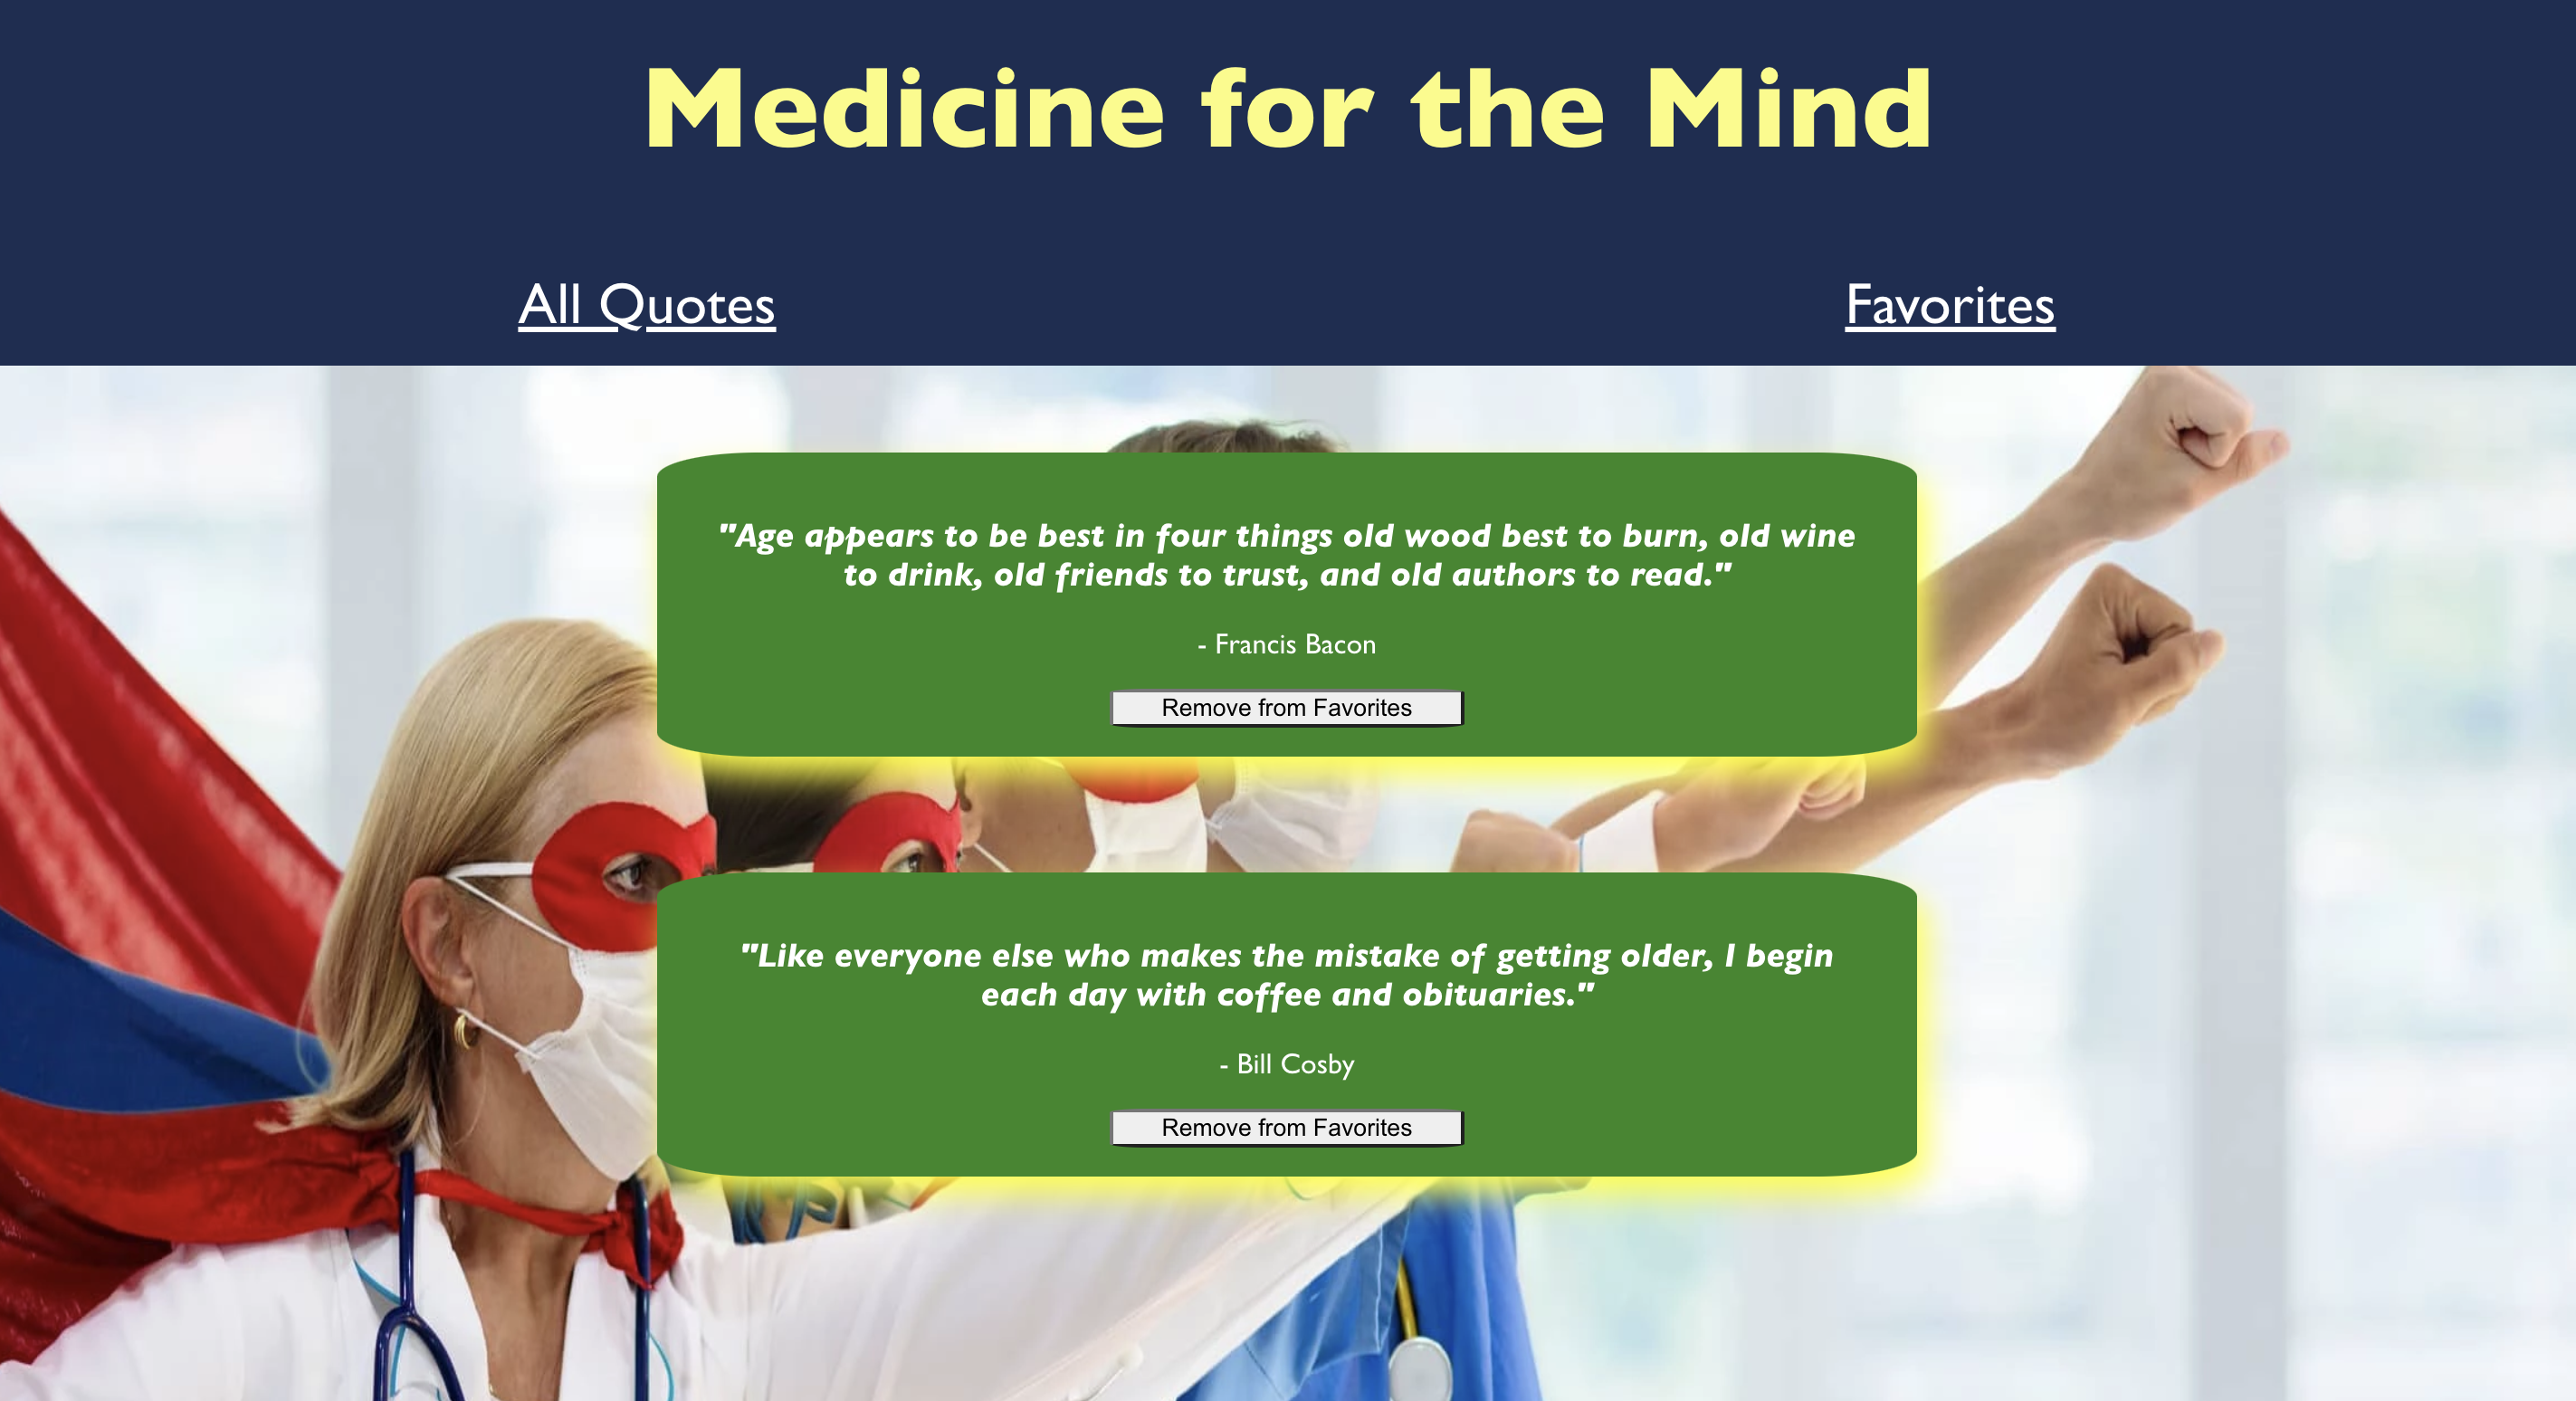 Medicine for the Mind
All Quotes
Favorites
"Age appears to be best in four things old wood best to burn, old wine
to drink, old friends to trust, and old authors to read."
- Francis Bacon
Remove from Favorites
"Like everyone else who makes the mistake of getting older, I begin
each day with coffee and obituaries."
- Bill Cosby
Remove from Favorites